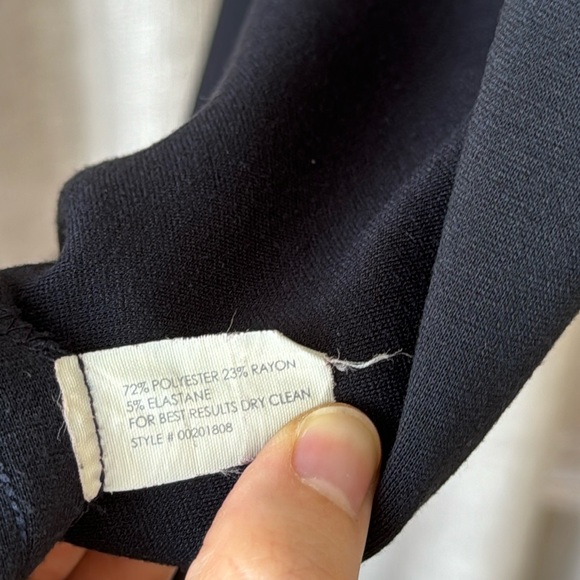 72% POLYESTER 23% RAYON
5% ELASTANE
FOR BEST RESULTS DRY CLEAN
STYLE # 00201808